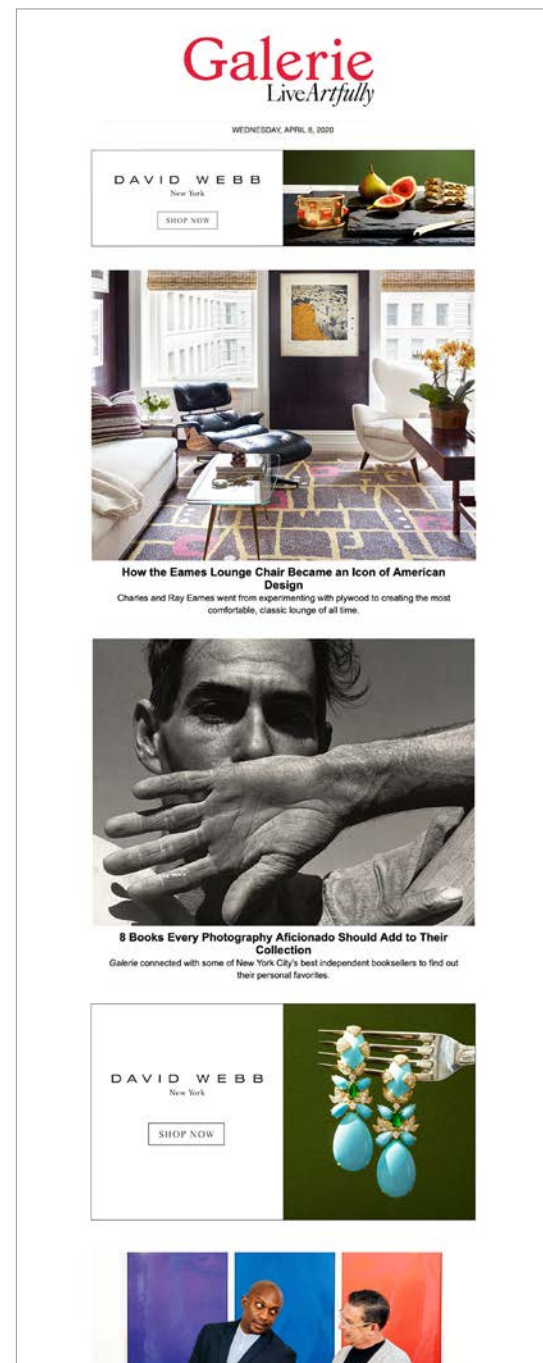 Galerie
LiveArtfully
WEDNESDAY, APRIL 8, 2020
DAVID WEBB
New York
SHOP NOW
How the Eames Lounge Chair Became an Icon of American
Design
Charles and Ray Eames went from experimenting with plywood to creating the most
comfortable, classic lounge of all time.
8 Books Every Photography Aficionado Should Add to Their
Collection
Galerie connected with some of New York City's best independent booksellers to find out
their personal favorites.
DAVID WEBB
New York
SHOP NOW